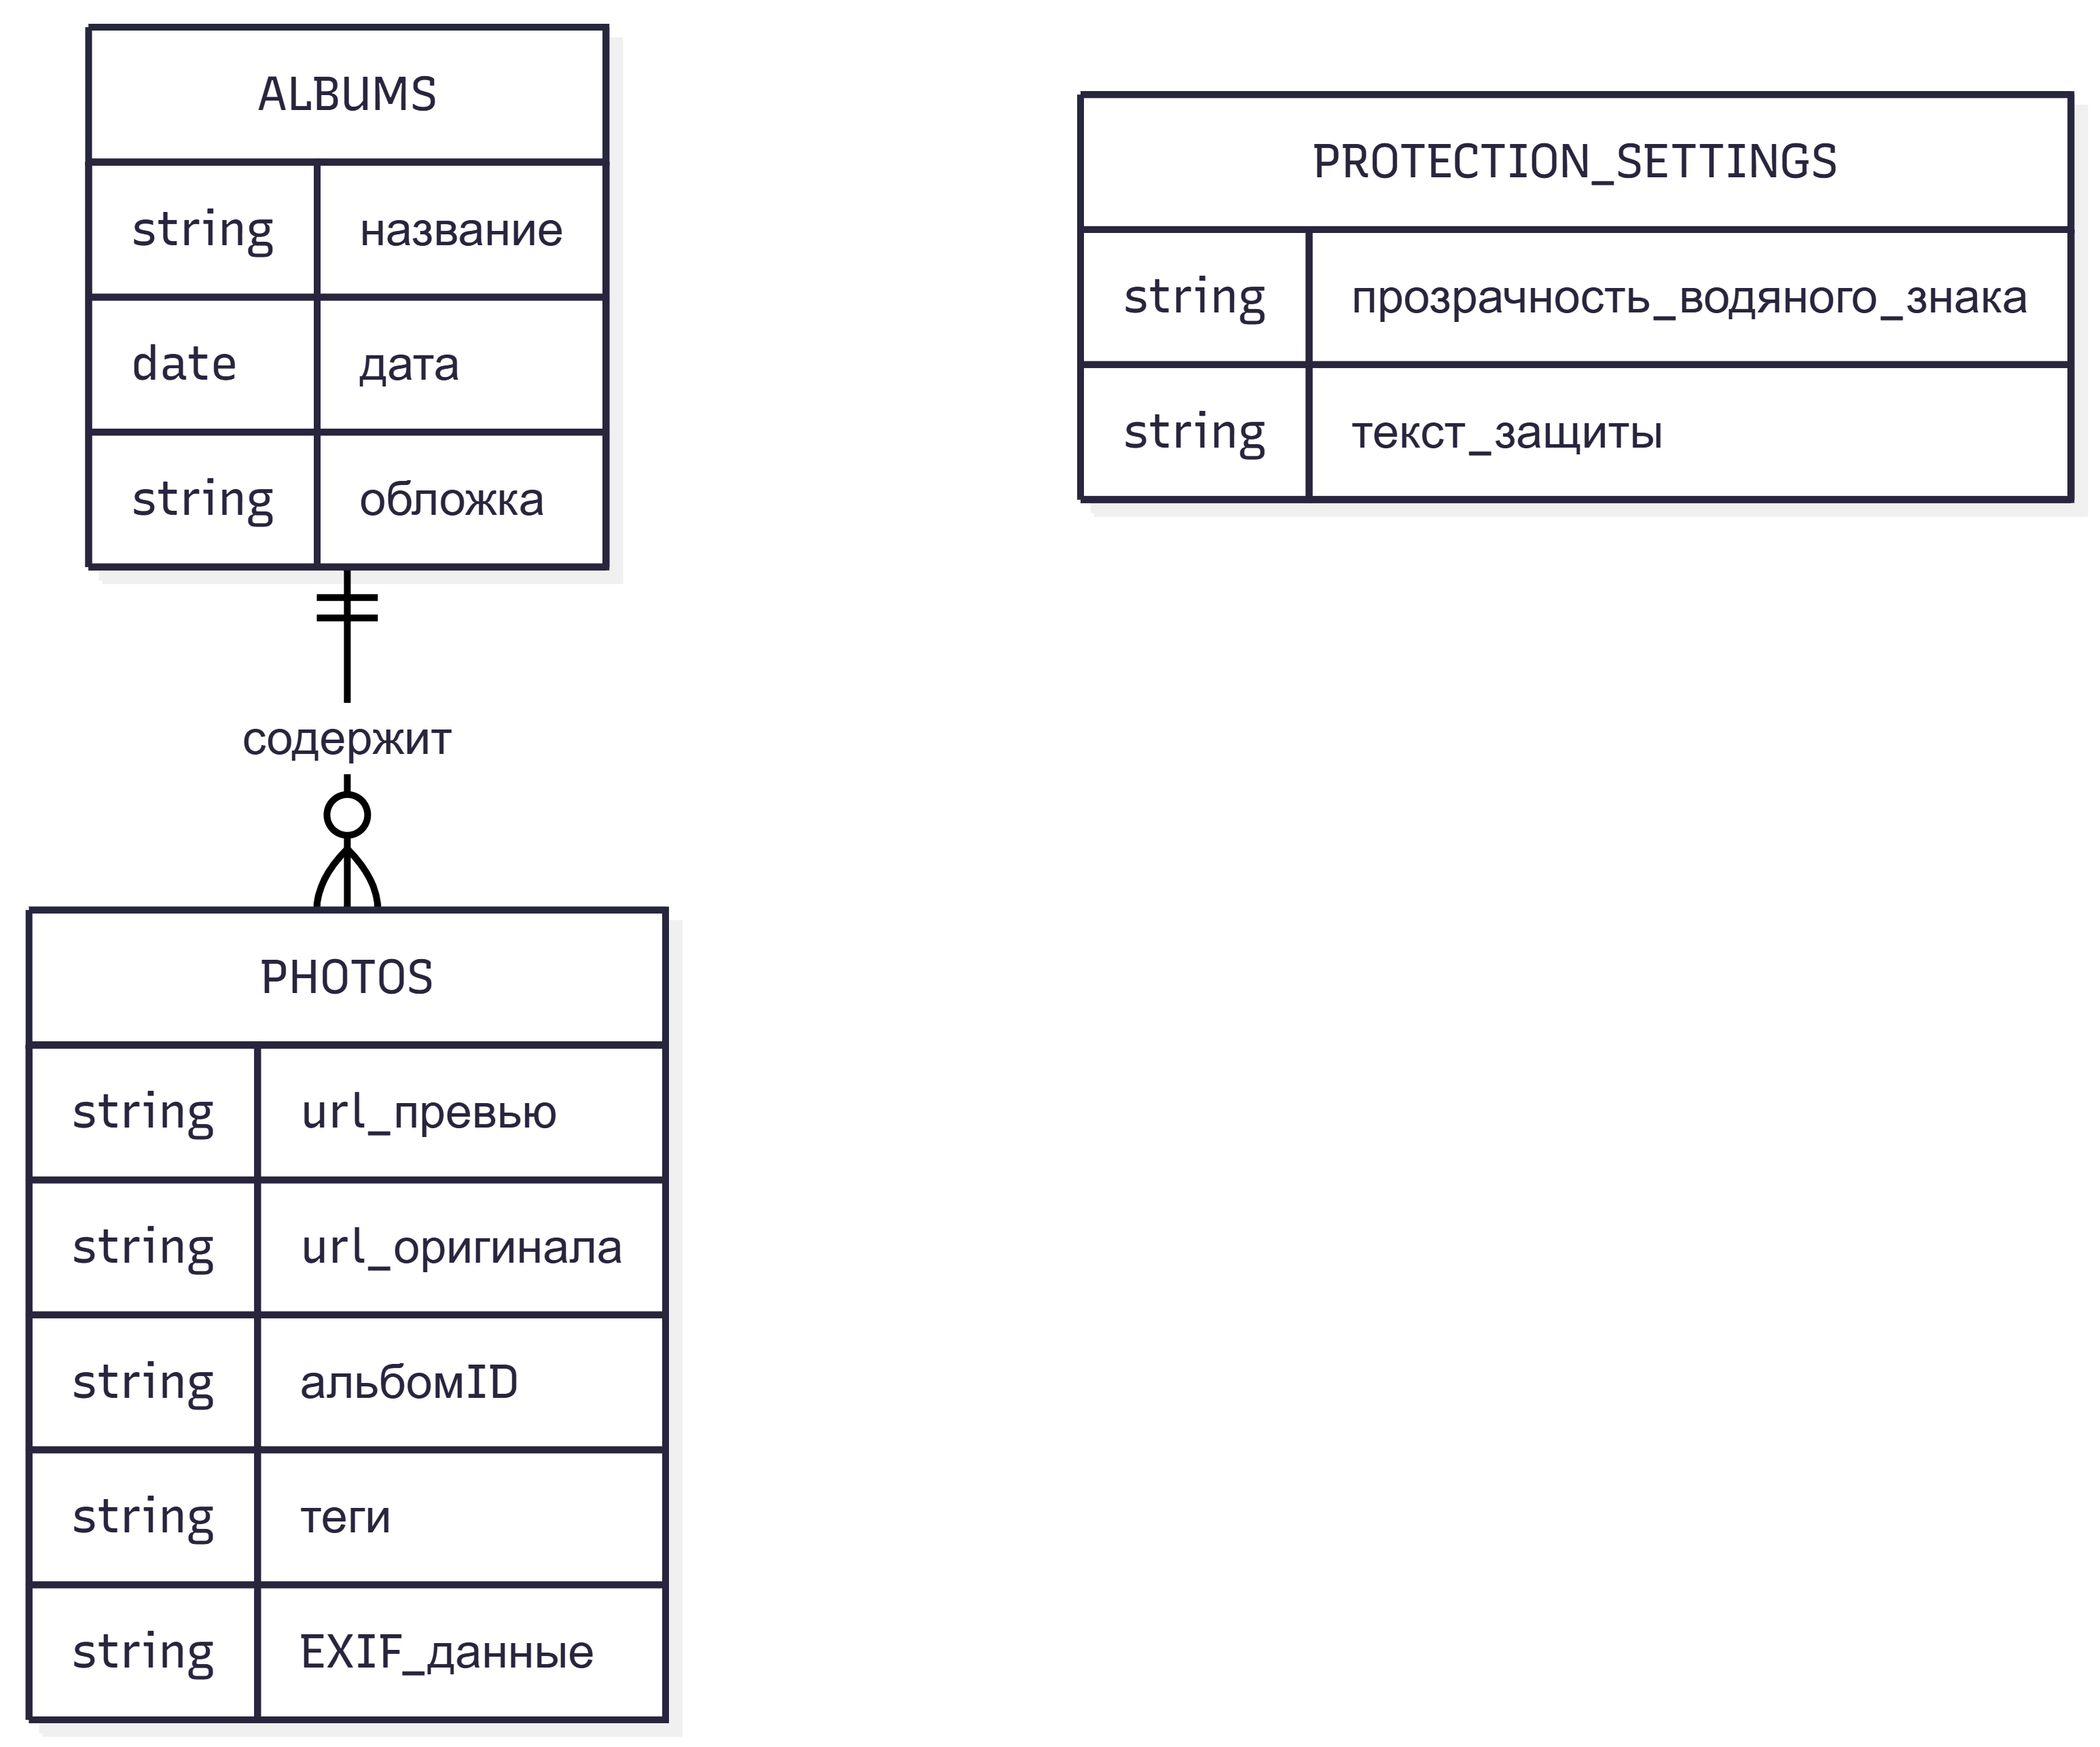 ALBUMS
string название
date дата
string обложка
содержит
PHOTOS
string url_превью
string url_оригинала
string альбомID
string теги
string EXIF_данные
PROTECTION_SETTINGS
string прозрачность_водяного_знака
string текст_защиты